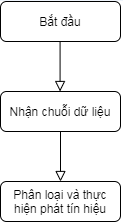 Bắt đầu
Nhận chuỗi dữ liệu
Phân loại và thực
hiện phát tín hiệu